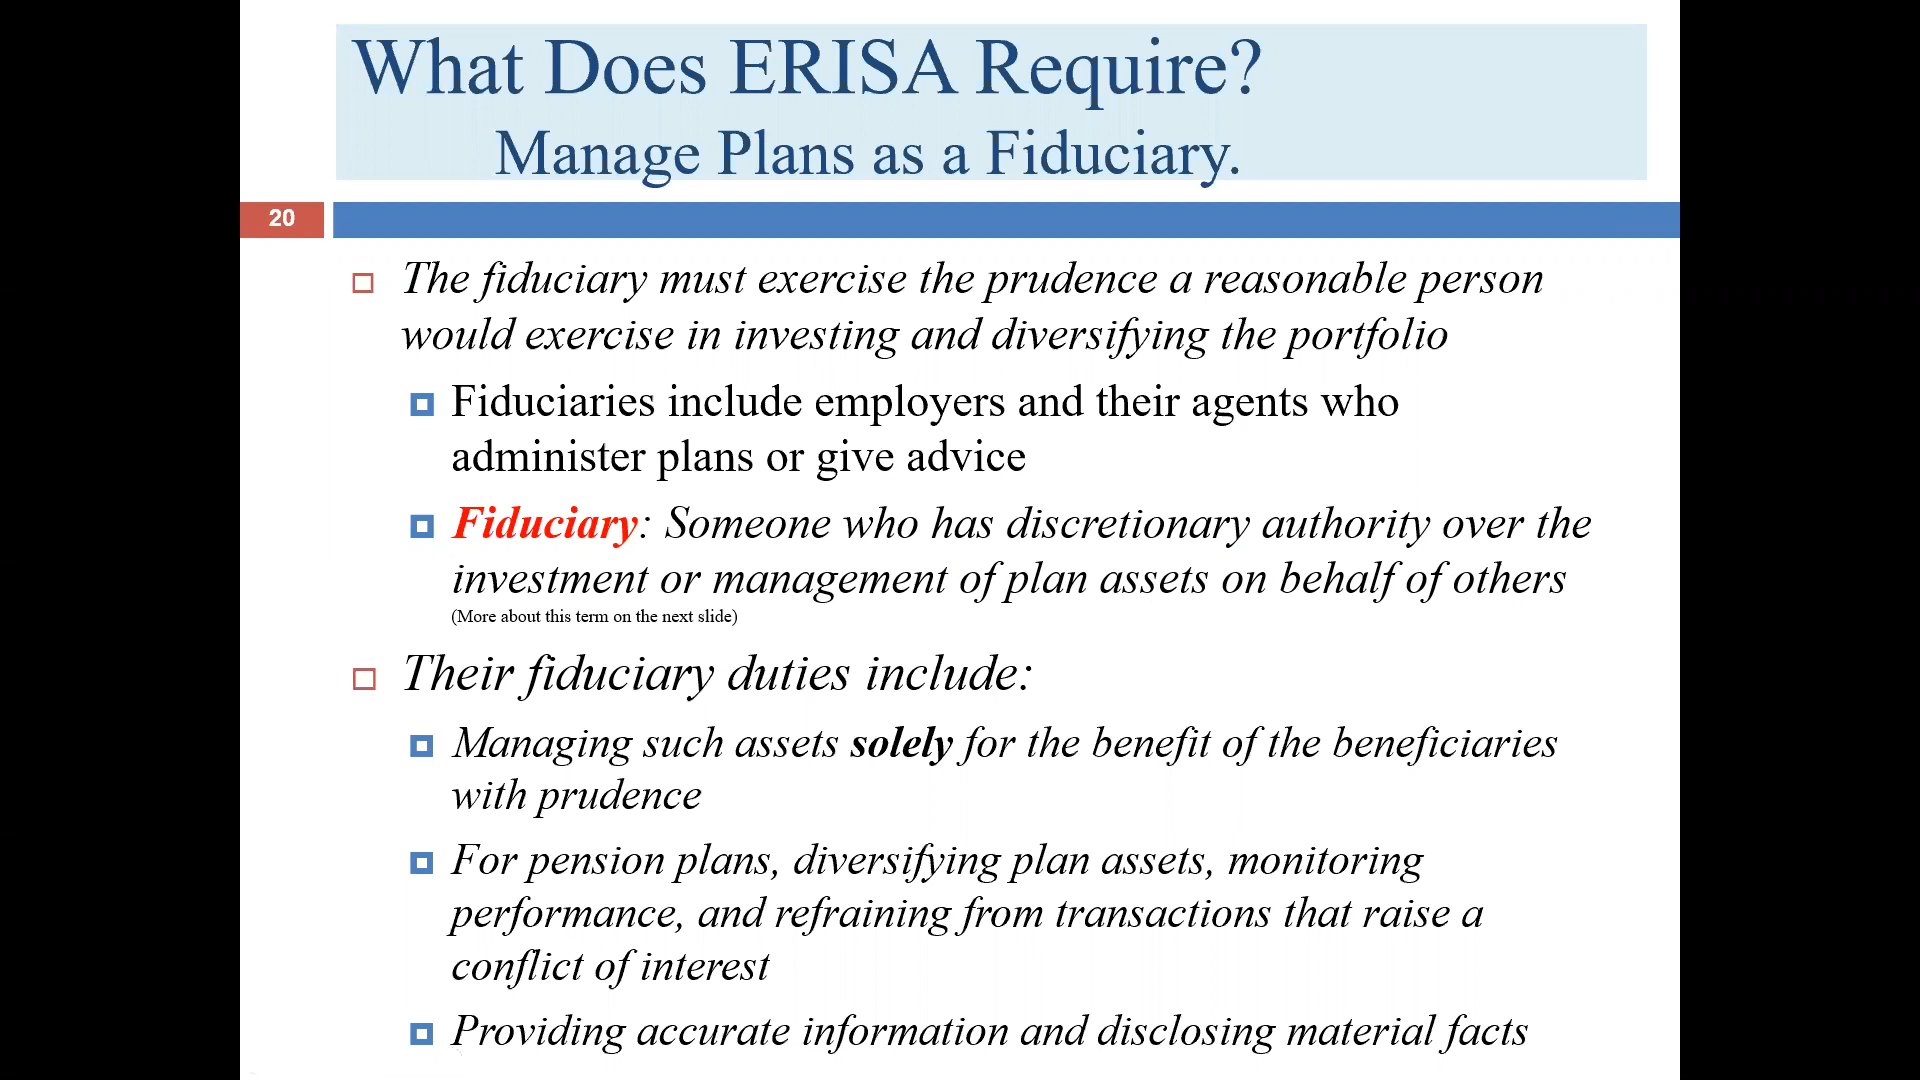 What Does ERISA Require?
Manage Plans as a Fiduciary.
20
The fiduciary must exercise the prudence a reasonable person
would exercise in investing and diversifying the portfolio
Fiduciaries include employers and their agents who
administer plans or give advice
Fiduciary: Someone who has discretionary authority over the
investment or management of plan assets on behalf of others
(More about this term on the next slide)
Their fiduciary duties include:
Managing such assets solely for the benefit of the beneficiaries
with prudence
For pension plans, diversifying plan assets, monitoring
performance, and refraining from transactions that raise a
conflict of interest
Providing accurate information and disclosing material facts